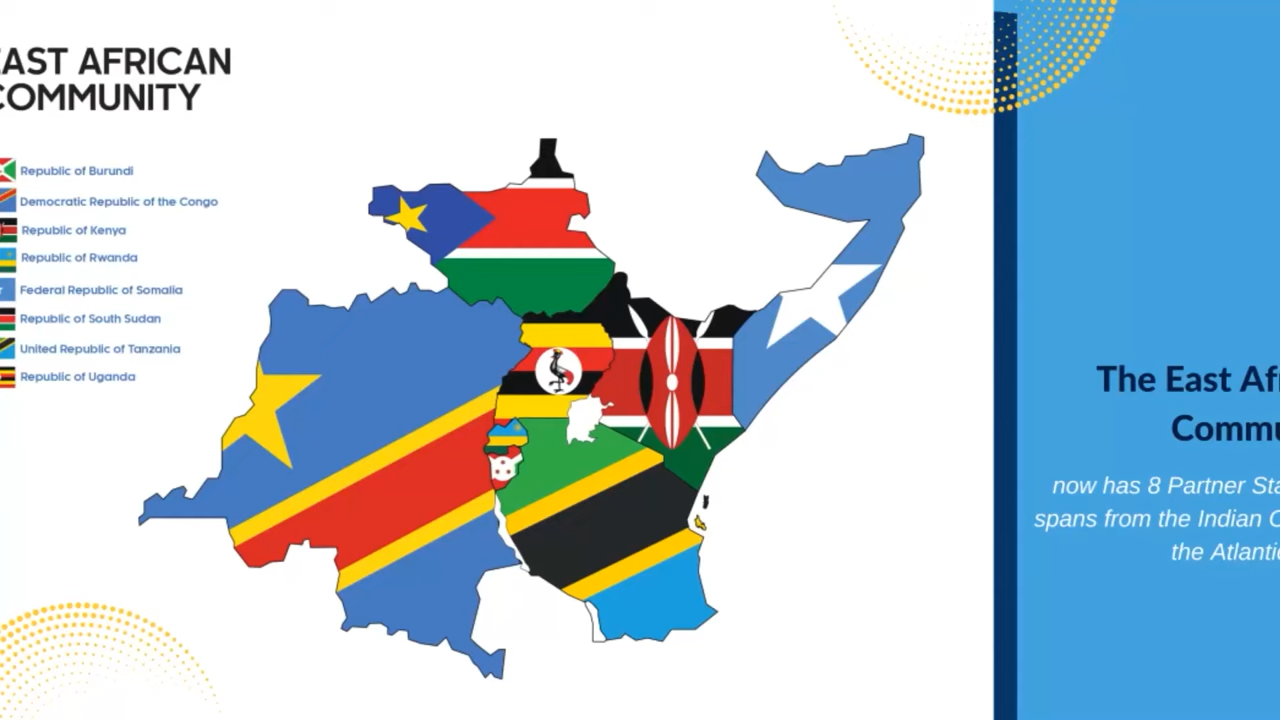 EAST AFRICAN
COMMUNITY
Republic of Burundi
Democratic Republic of the Congo
Republic of Kenya
Republic of Rwanda
Federal Republic of Somalia
Republic of South Sudan
United Republic of Tanzania
Republic of Uganda
The East Af
Commu
now has 8 Partner Sta
spans from the Indian
the Atlantic